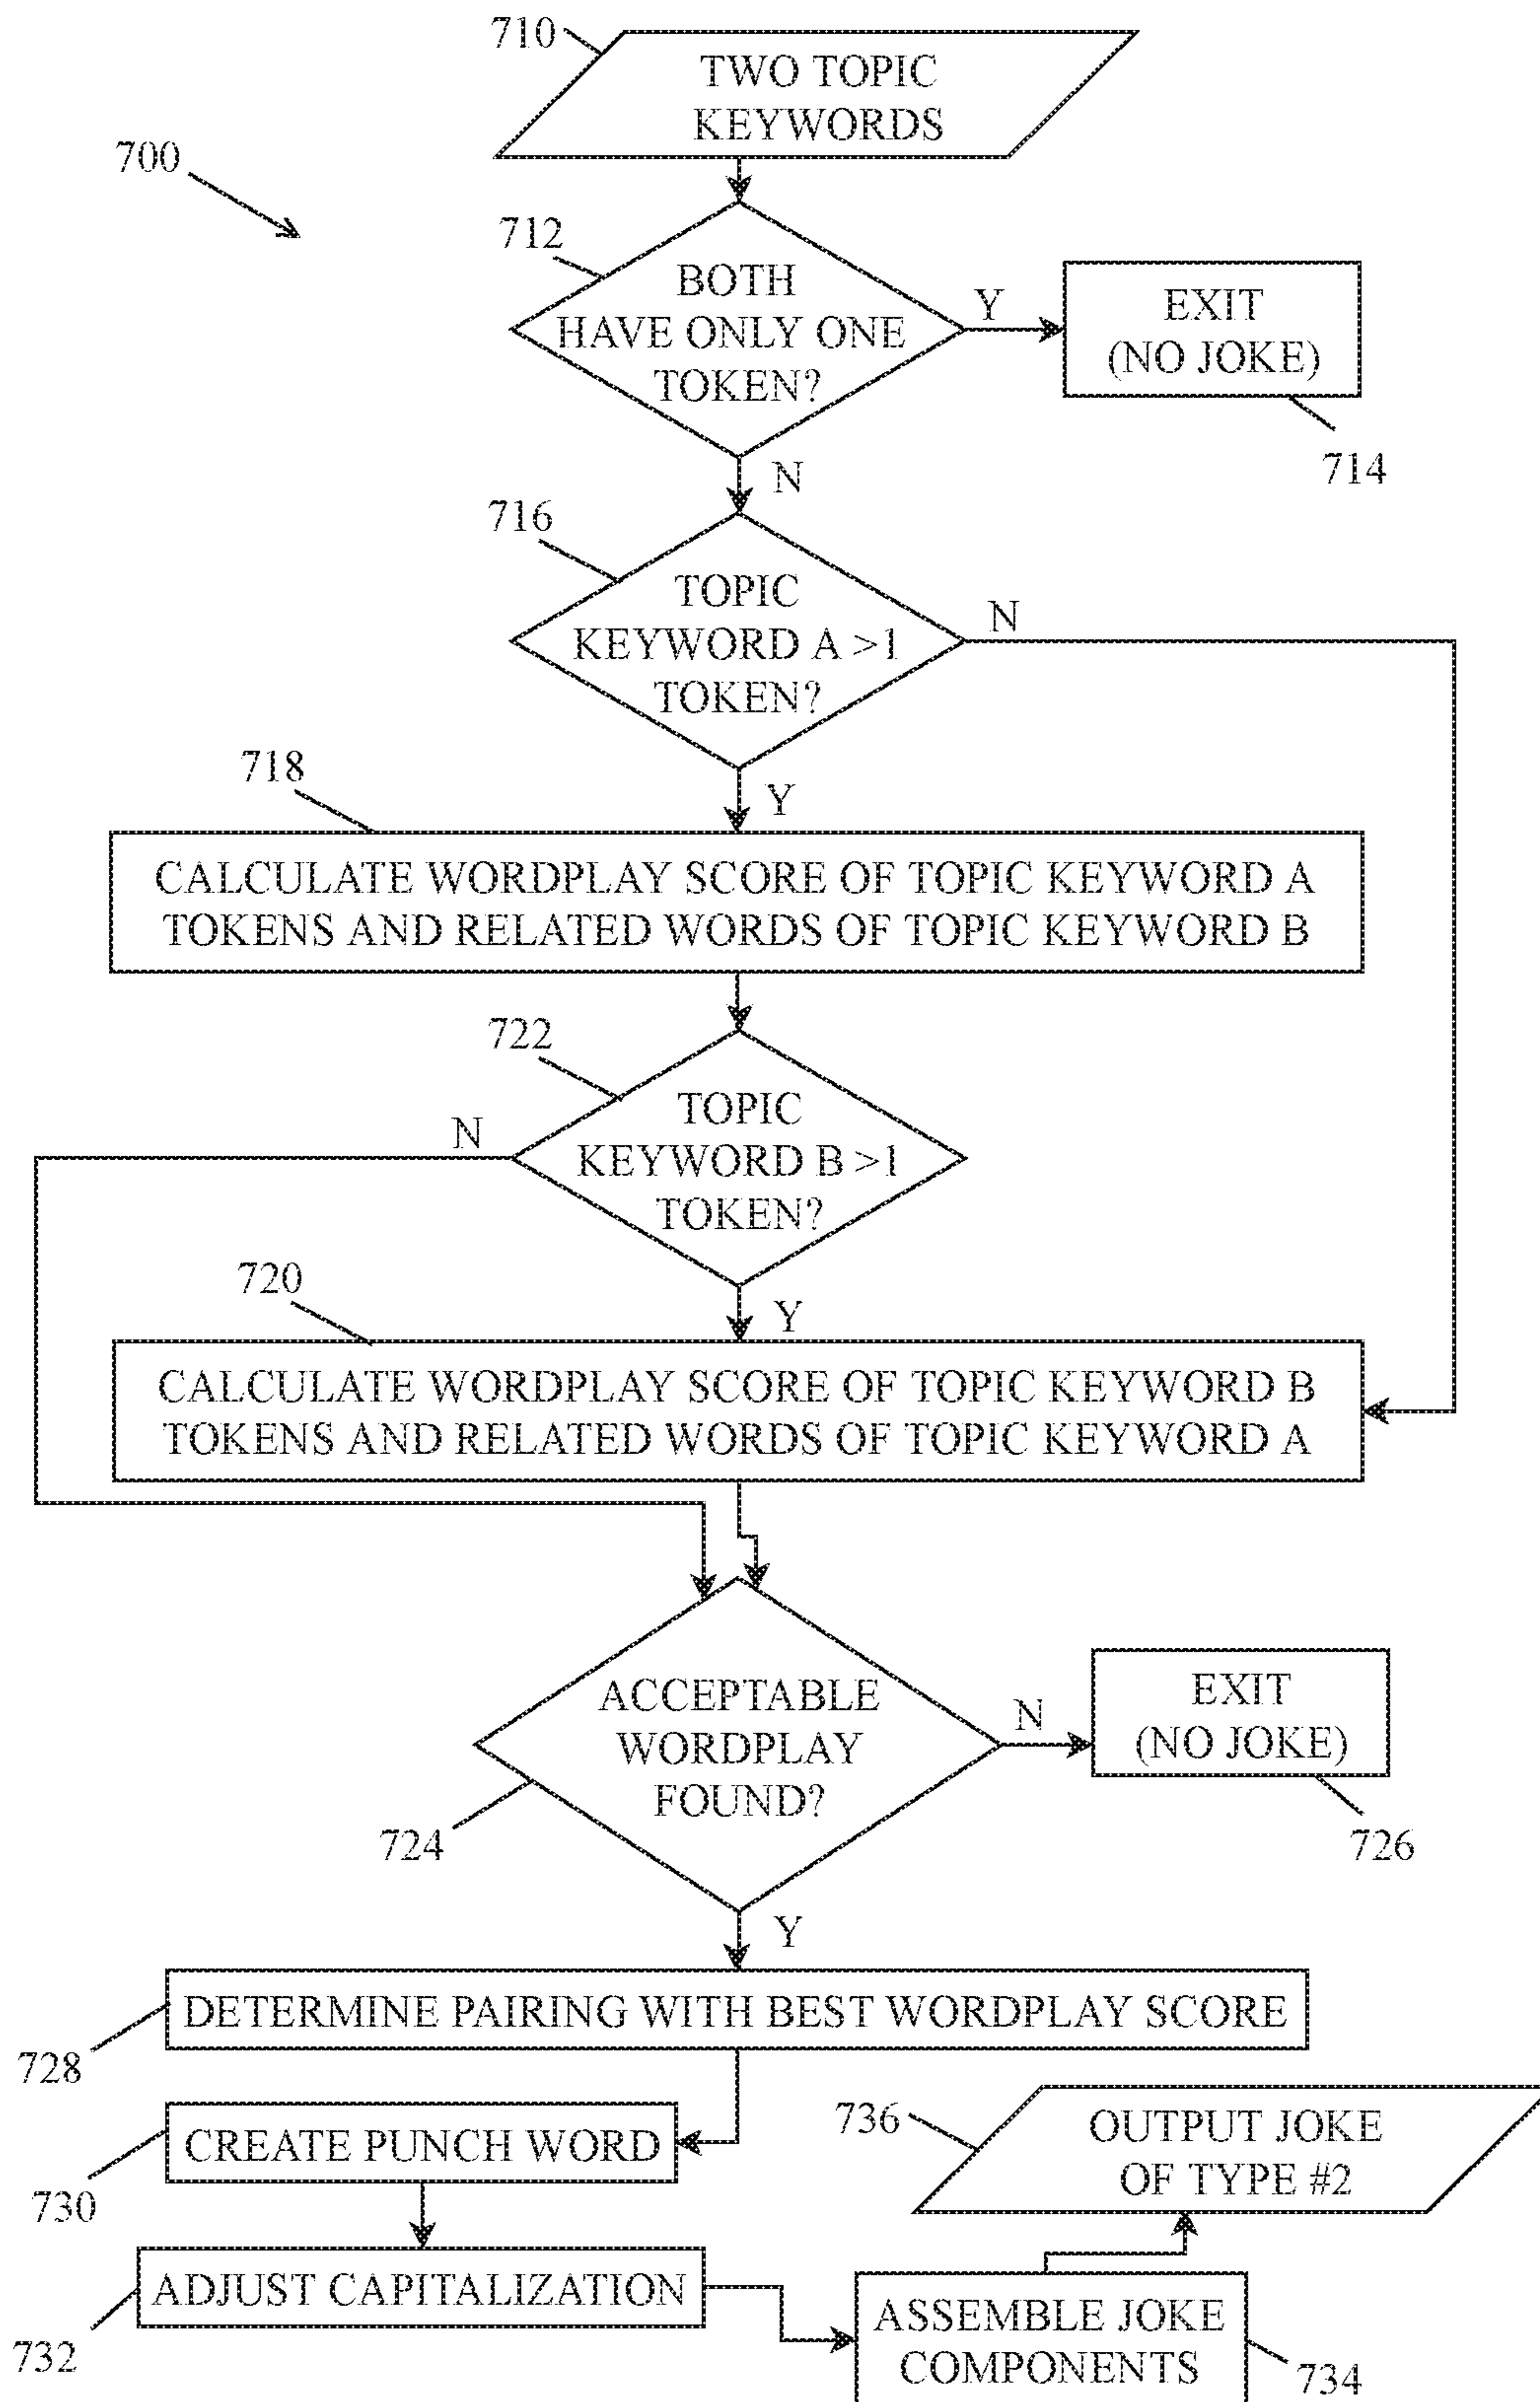 710
TWO TOPIC
KEYWORDS
700
712
BOTH
HAVE ONLY ONE
TOKEN?
Y
EXIT
(NO JOKE)
714
N
716
TOPIC
KEYWORD A >1
TOKEN?
N
718
Y
CALCULATE WORDPLAY SCORE OF TOPIC KEYWORD A
TOKENS AND RELATED WORDS OF TOPIC KEYWORD B
722
TOPIC
KEYWORD B >1
TOKEN?
N
720
Y
CALCULATE WORDPLAY SCORE OF TOPIC KEYWORD B
TOKENS AND RELATED WORDS OF TOPIC KEYWORD A
ACCEPTABLE
WORDPLAY
FOUND?
N
EXIT
(NO JOKE)
724
726
Y
DETERMINE PAIRING WITH BEST WORDPLAY SCORE
728
CREATE PUNCH WORD
730
736
OUTPUT JOKE
OF TYPE #2
ADJUST CAPITALIZATION
732
ASSEMBLE JOKE
COMPONENTS
734